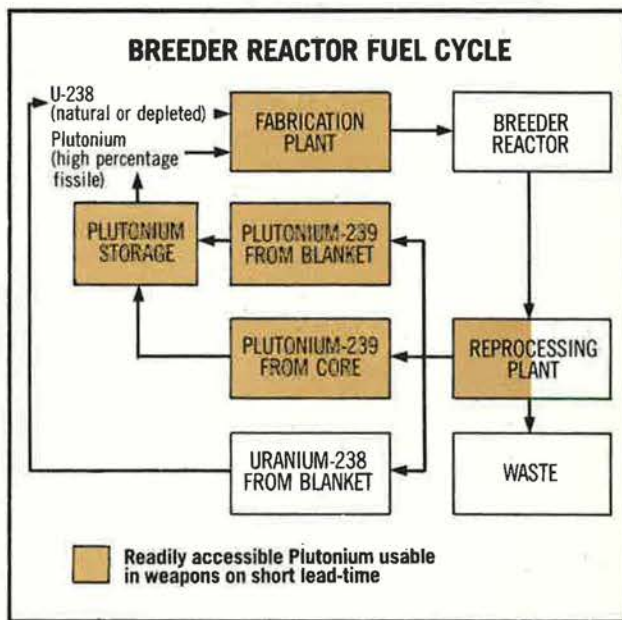 BREEDER REACTOR FUEL CYCLE
U-238
(natural or depleted)
Plutonium
(high percentage
fissile)
FABRICATION
PLANT
BREEDER
REACTOR
PLUTONIUM
STORAGE
PLUTONIUM-239
FROM BLANKET
PLUTONIUM-239
FROM CORE
REPROCESSING
PLANT
URANIUM-238
FROM BLANKET
WASTE
Readily accessible Plutonium usable
in weapons on short lead-time